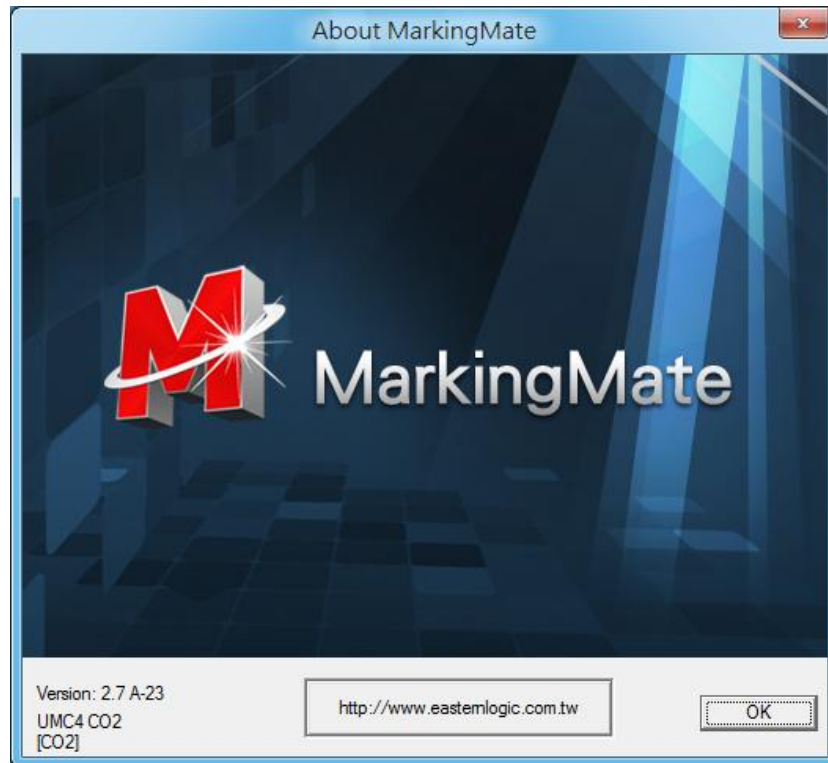 About MarkingMate
MarkingMate
Version: 2.7 A-23
UMC4 CO2
[CO2]
http://www.easternlogic.com.tw
OK